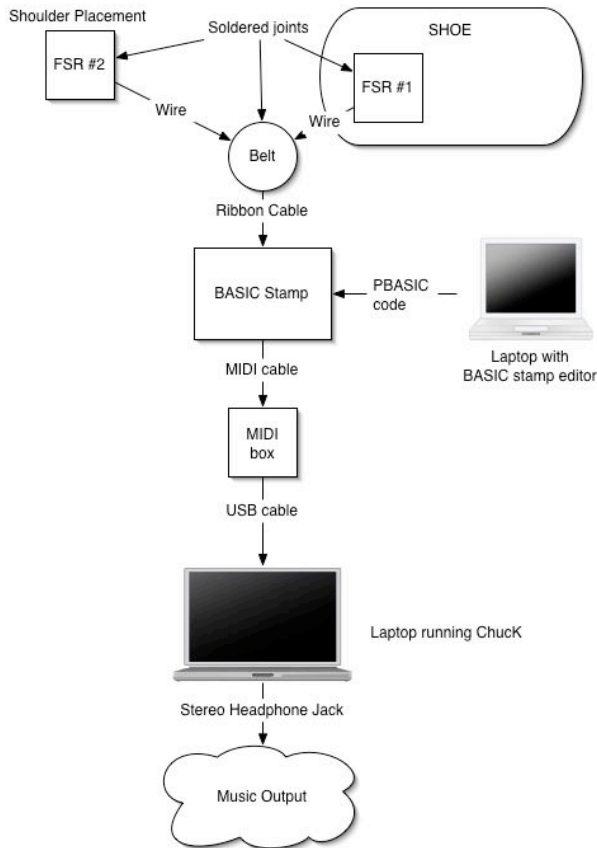 Shoulder Placement
Soldered joints
SHOE
FSR #2
FSR #1
Wire
Wire
Belt
Ribbon Cable
BASIC Stamp
PBASIC
code
Laptop with
BASIC stamp editor
MIDI cable
MIDI
box
USB cable
Laptop running ChucK
Stereo Headphone Jack
Music Output